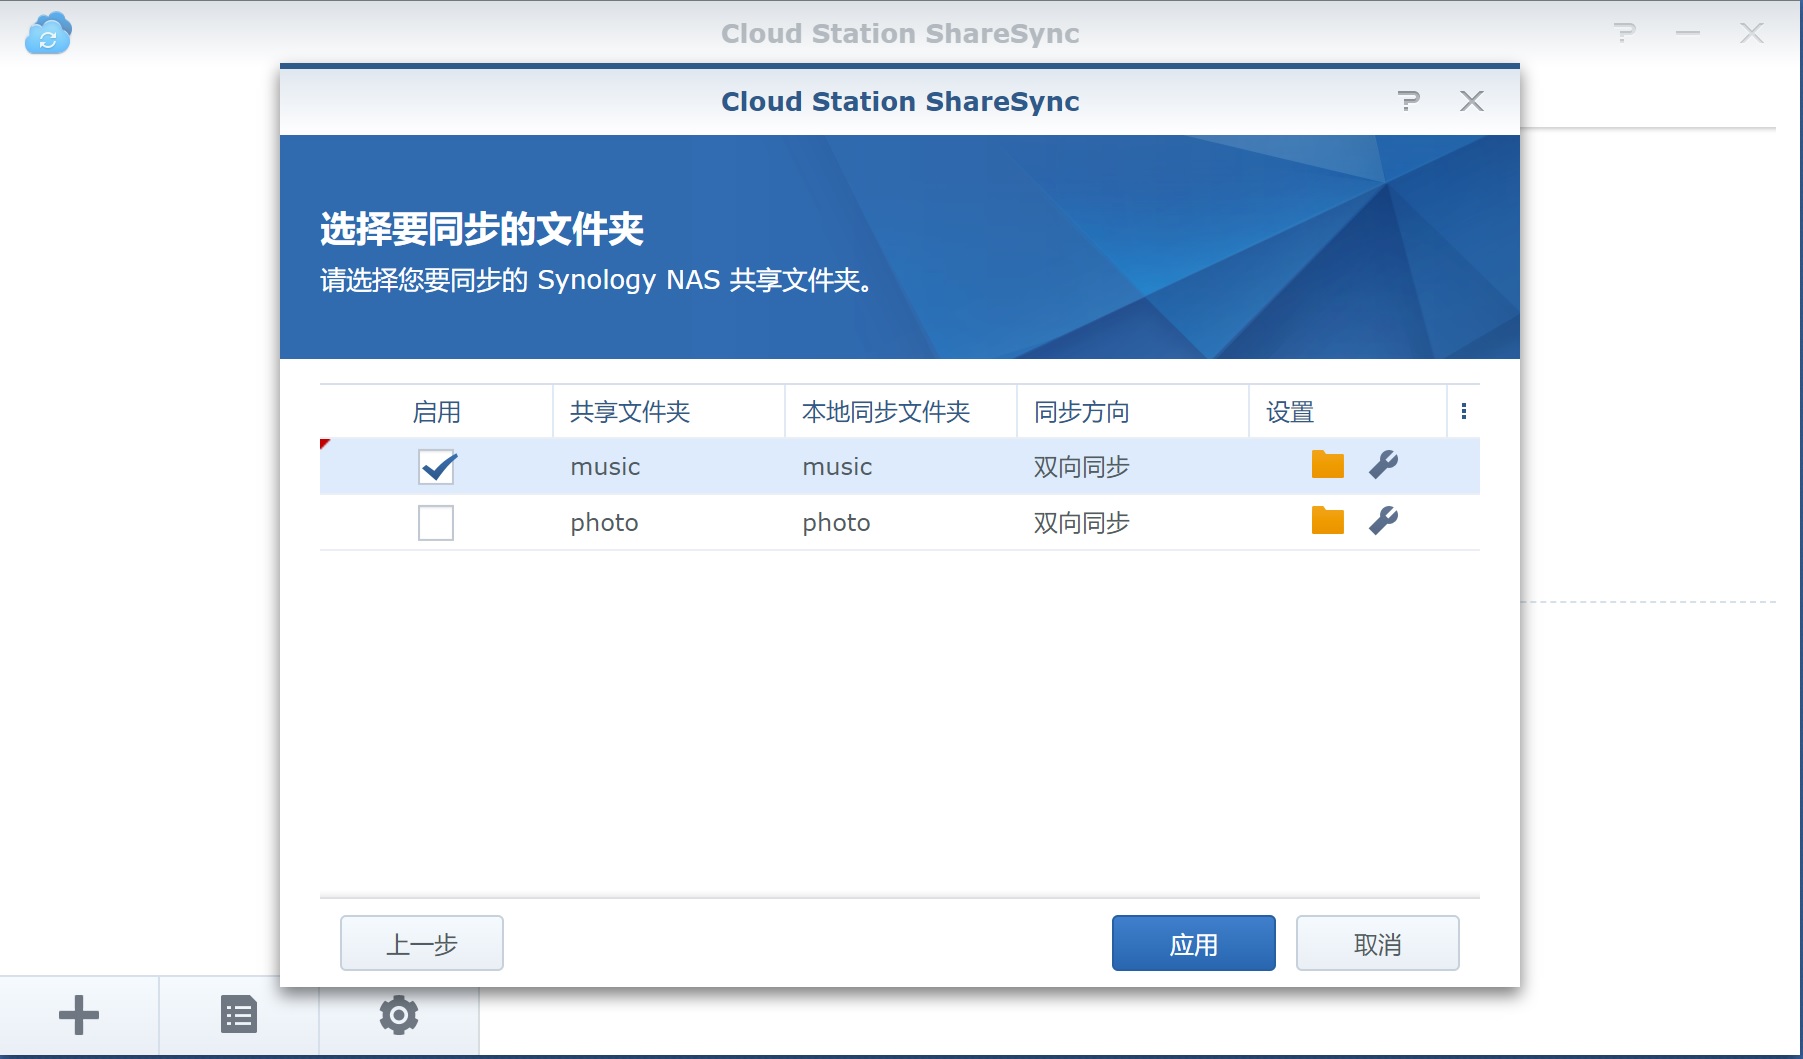 Cloud Station ShareSync
Cloud Station ShareSync
选择要同步的文件夹
请选择您要同步的 Synology NAS 共享文件夹。
启用 共享文件夹 本地同步文件夹 同步方向 设置
music music 双向同步
photo photo 双向同步
上一步 应用 取消